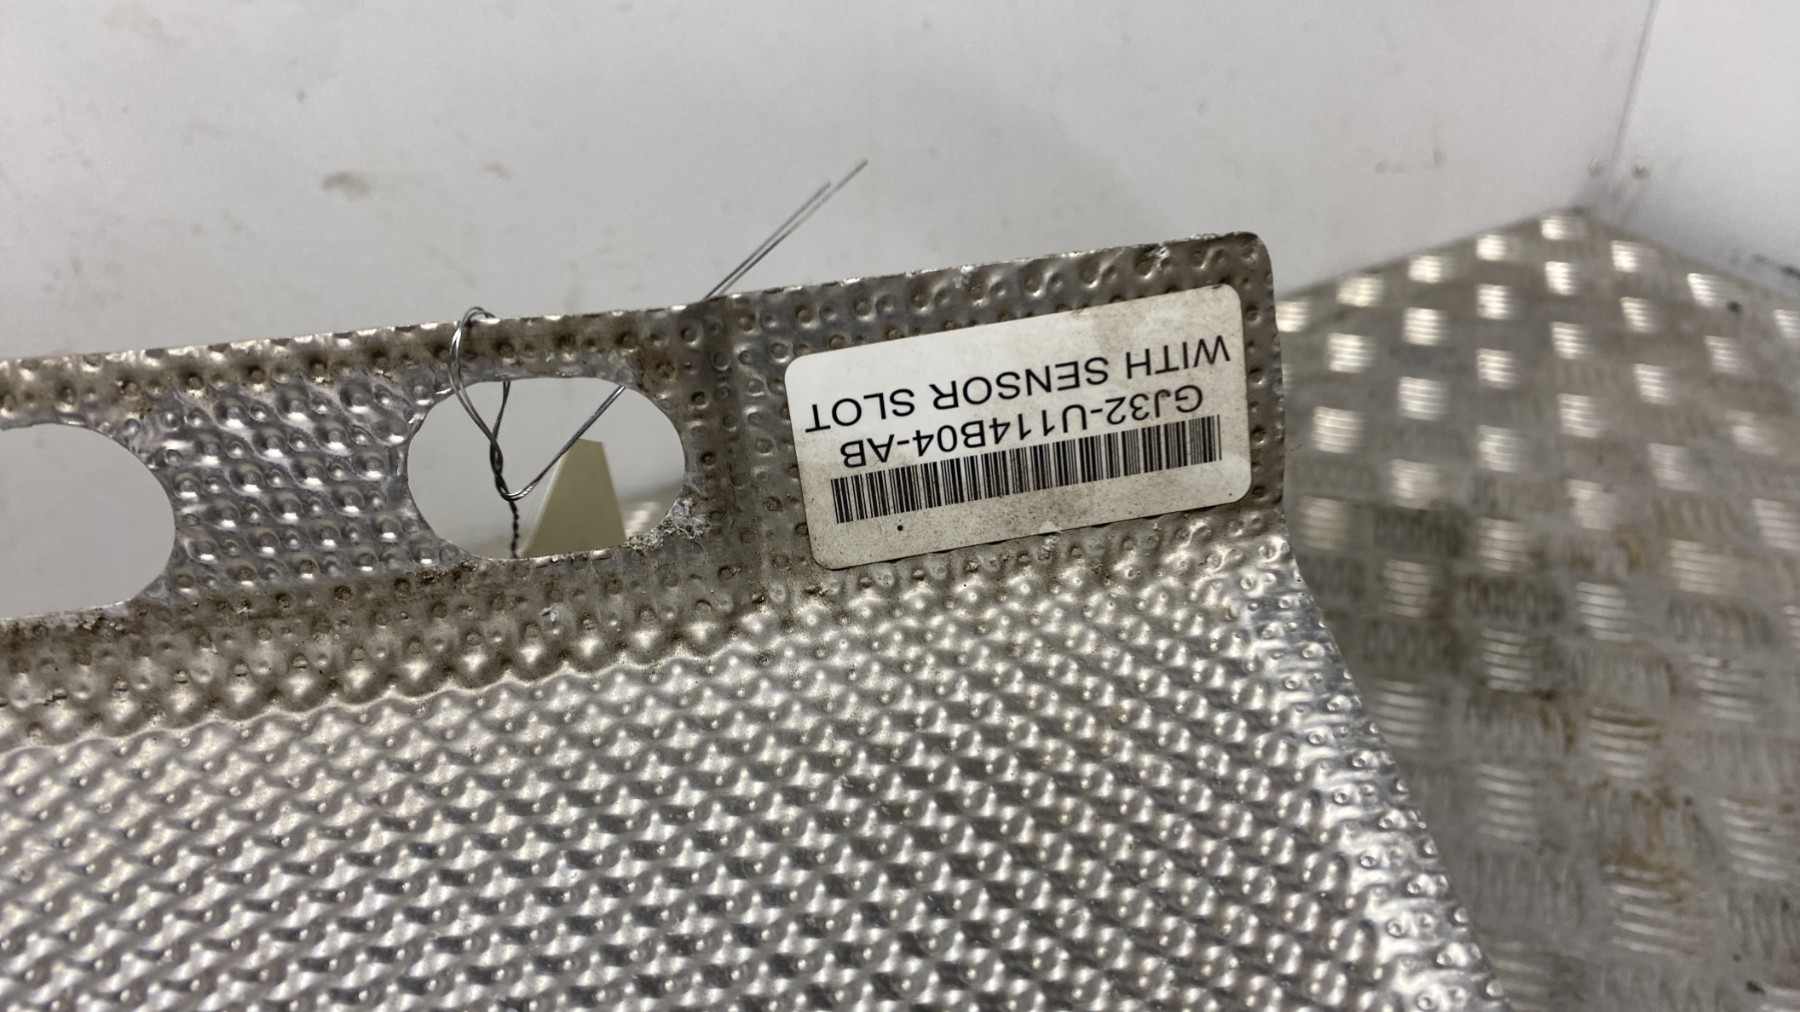 GJ32-U114B04-AB
WITH SENSOR SLOT